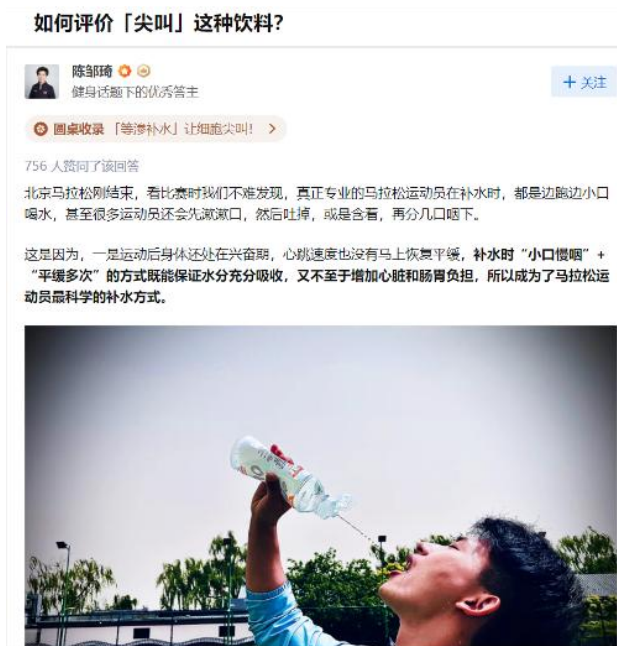 如何评价「尖叫」这种饮料？
陈邹琦
健身话题下的优秀答主
+ 关注
圆桌收录 「等渗补水」让细胞尖叫！ >
756 人赞同了该回答
北京马拉松刚结束，看比赛时我们不难发现，真正专业的马拉松运动员在补水时，都是边跑边小口
喝水，甚至很多运动员还会先漱漱口，然后吐掉，或是含着，再分几口咽下。
这是因为，一是运动后身体还处在兴奋期，心跳速度也没有马上恢复平缓，补水时“小口慢咽”+
“平缓多次”的方式既能保证水分充分吸收，又不至于增加心脏和肠胃负担，所以成为了马拉松运
动员最科学的补水方式。